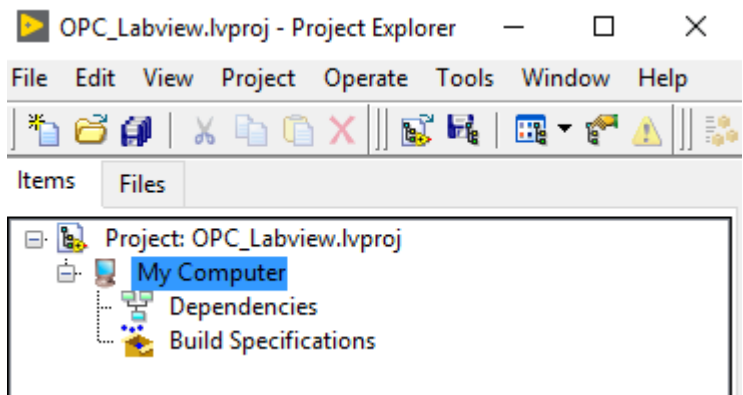 OPC_Labview.lvproj - Project Explorer
File Edit View Project Operate Tools Window Help
Items Files
Project: OPC_Labview.lvproj
My Computer
Dependencies
Build Specifications